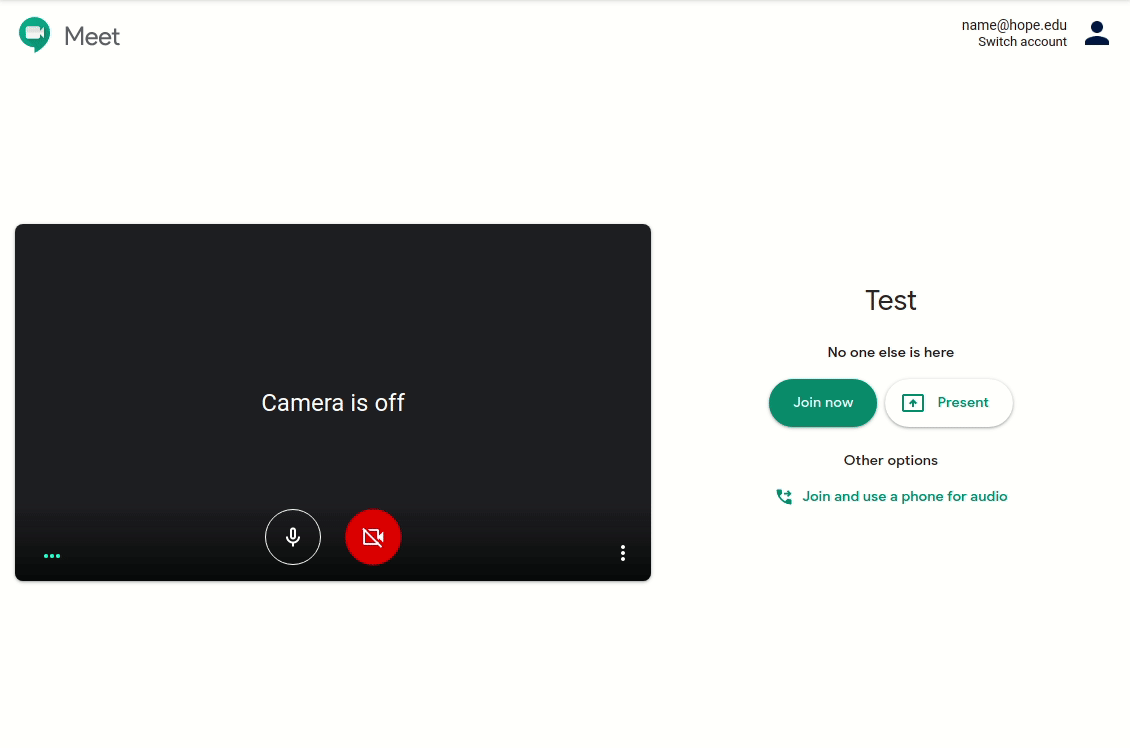 Meet
name@hope.edu
Switch account
Camera is off
Test
No one else is here
Join now
Present
Other options
Join and use a phone for audio